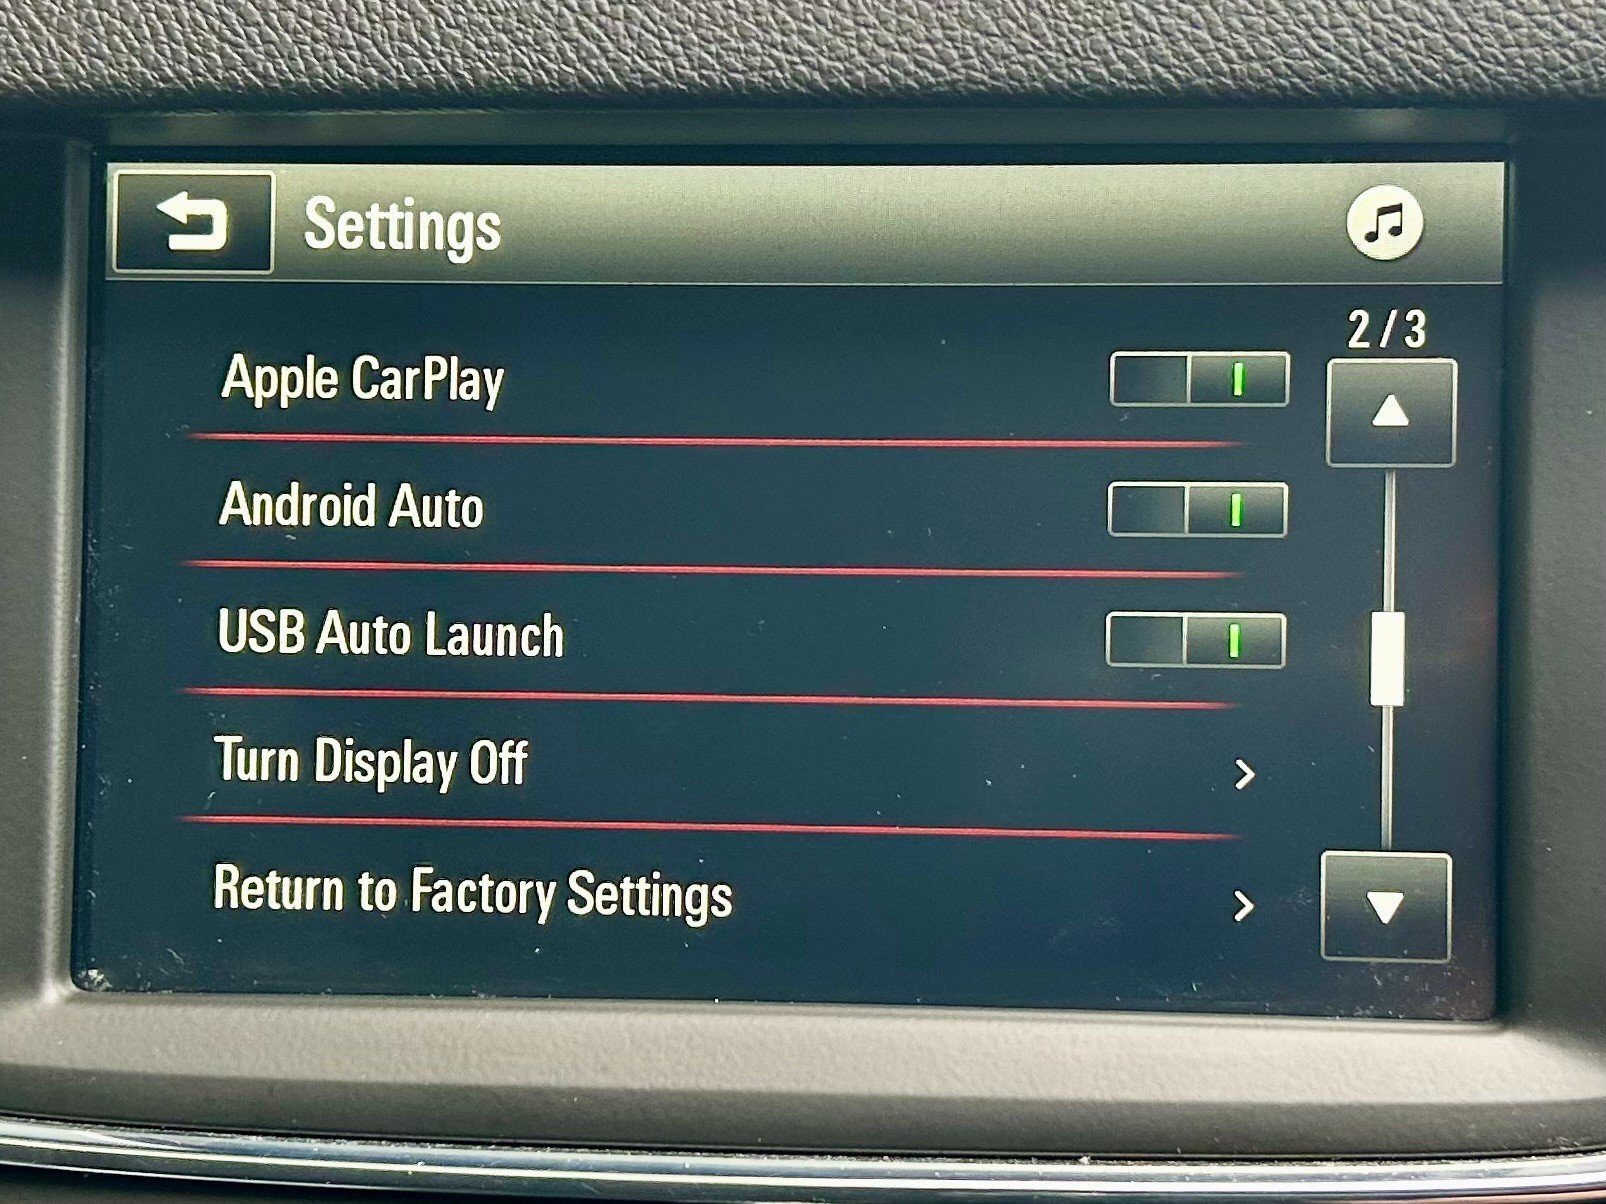 Settings
2/3
Apple CarPlay
Android Auto
USB Auto Launch
Turn Display Off
Return to Factory Settings